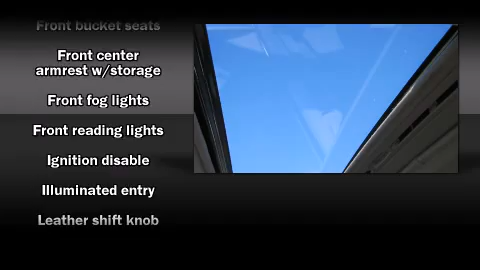 Front bucket seats
Front center
armrest w/storage
Front fog lights
Front reading lights
Ignition disable
Illuminated entry
Leather shift knob